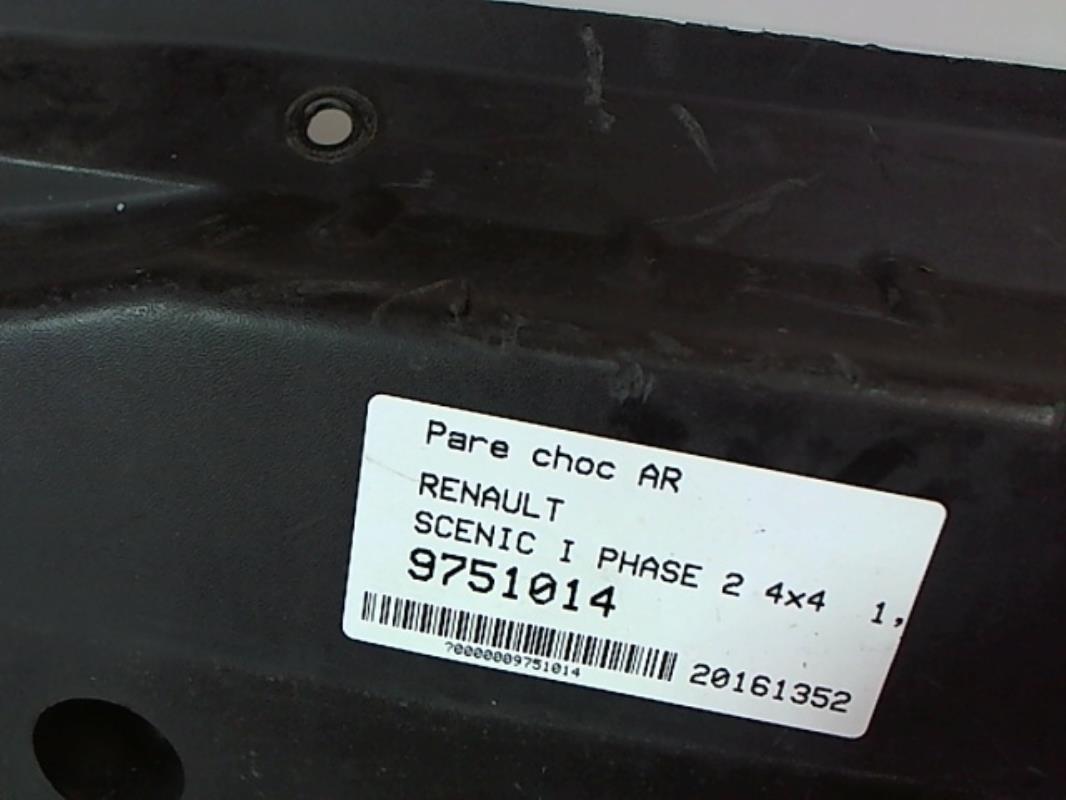 Pare choc AR
RENAULT
SCENIC I PHASE 2 4x4 1,
9751014
70000009751014
20161352